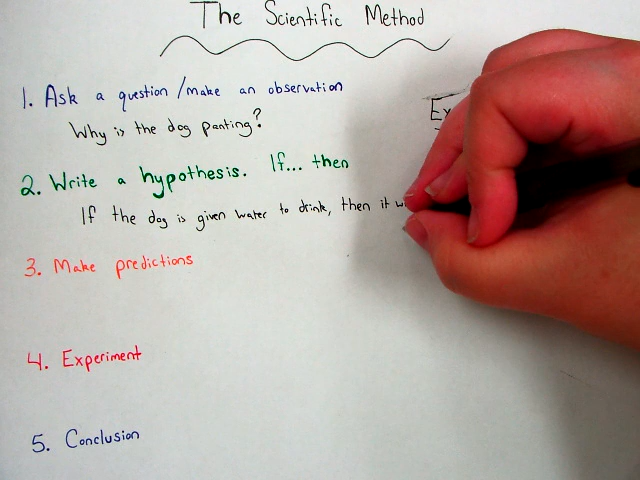 The Scientific Method
1. Ask a question/make an observation
Why is the dog panting?
2. Write a hypothesis. If... then
If the dog is given water to drink, then it
3. Make predictions
4. Experiment
5. Conclusion